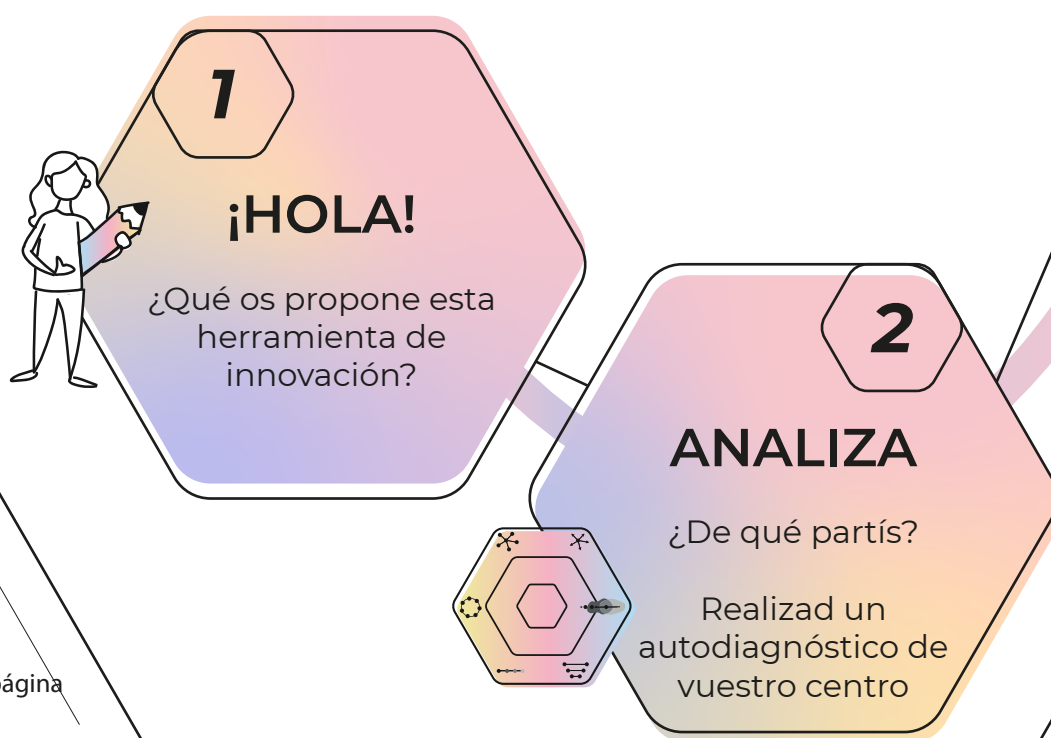 1
¡HOLA!
¿Qué os propone esta
herramienta de
innovación?
2
ANALIZA
¿De qué partís?
Realizad un
autodiagnóstico de
vuestro centro
página